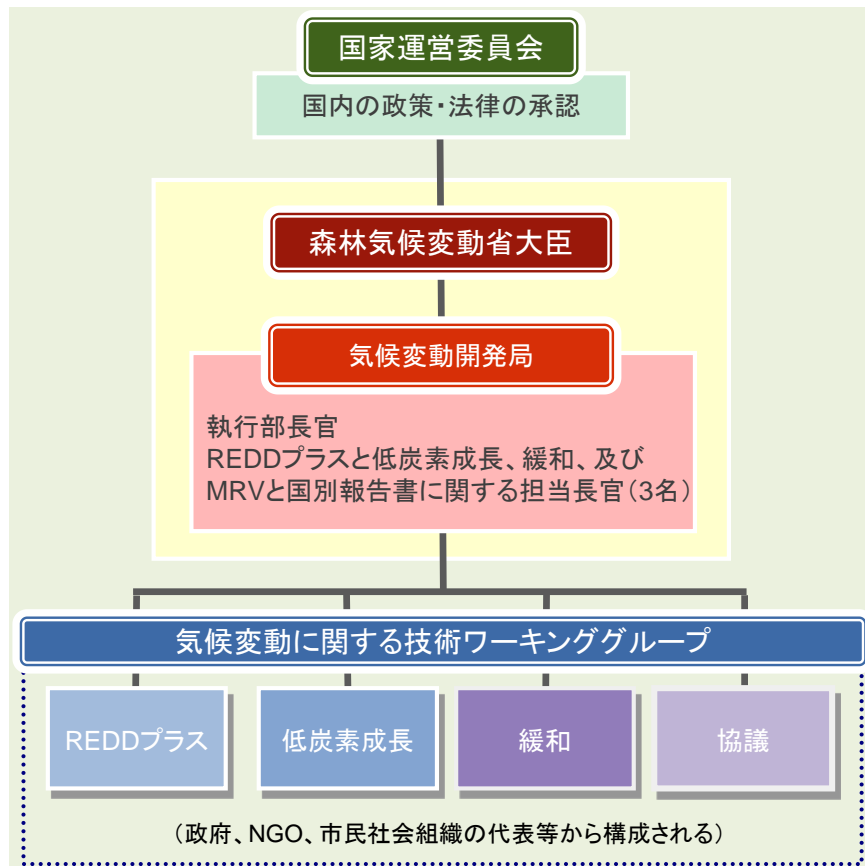 国家運営委員会
国内の政策・法律の承認
森林気候変動省大臣
気候変動開発局
執行部長官
REDDプラスと低炭素成長、緩和、及び
MRVと国別報告書に関する担当長官（3名）
気候変動に関する技術ワーキンググループ
REDDプラス
低炭素成長
緩和
協議
（政府、NGO、市民社会組織の代表等から構成される）